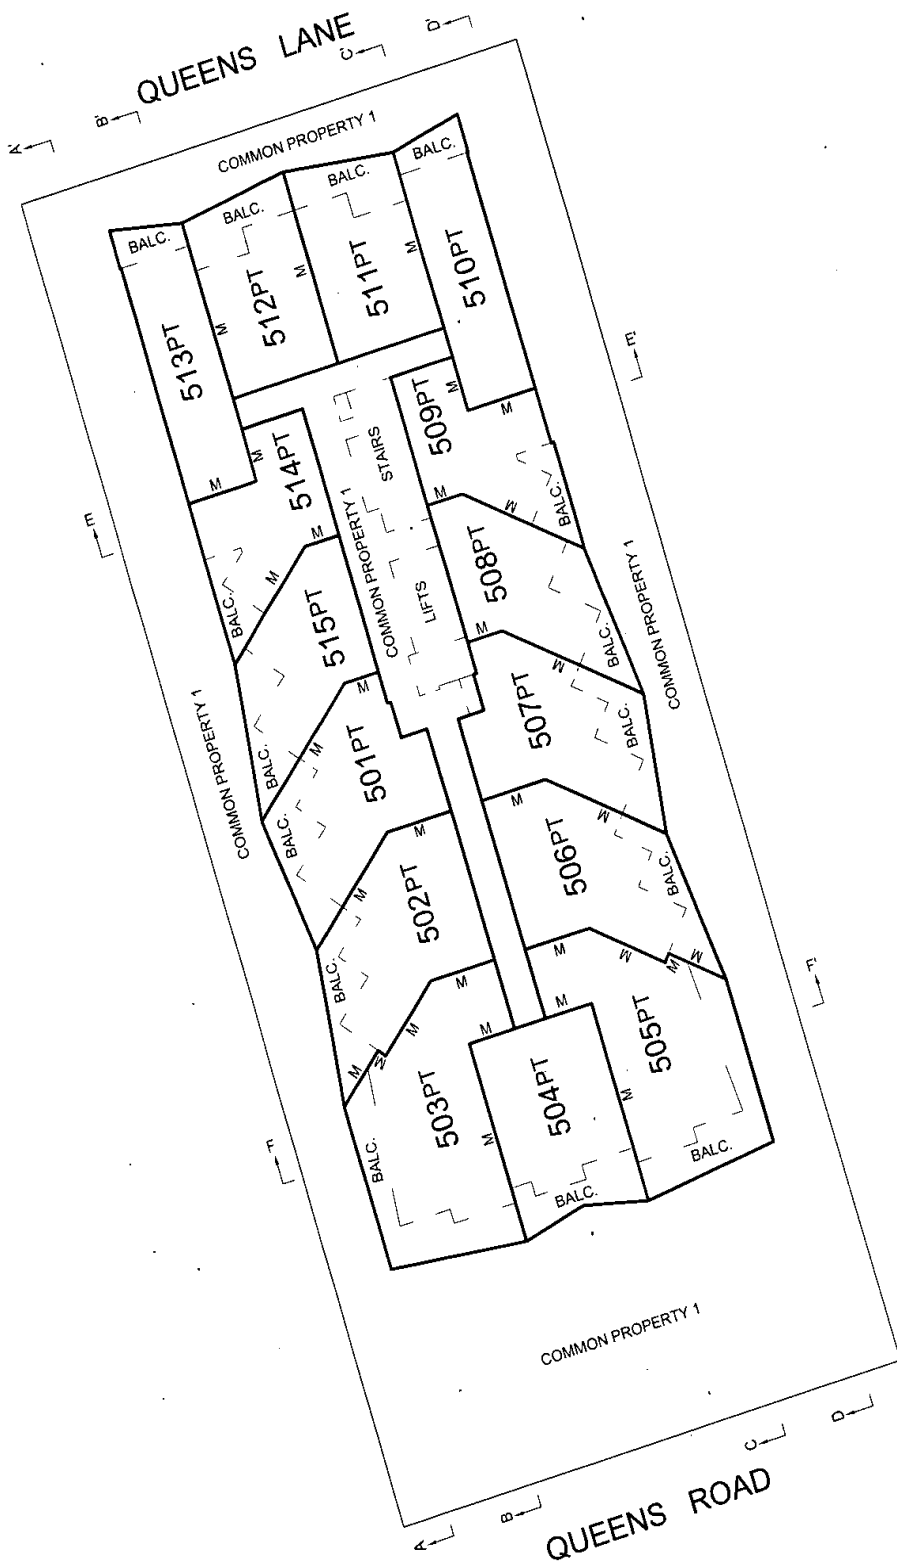 QUEENS LANE
A'
B'
C'
D'
COMMON PROPERTY 1
BALC.
BALC.
BALC.
BALC.
513PT
512PT
511PT
510PT
M
M
M
M
M
M
M
E
E'
514PT
STAIRS
509PT
M
M
M
M
M
BALC.
515PT
COMMON PROPERTY 1
LIFTS
508PT
BALC.
COMMON PROPERTY 1
COMMON PROPERTY 1
M
M
M
BALC.
501PT
507PT
BALC.
M
BALC.
BALC.
M
M
M
502PT
506PT
M
BALC.
BALC.
M
M
M
M
M
M
M
M
M
M
M
503PT
504PT
505PT
M
M
BALC.
BALC.
BALC.
F
F'
COMMON PROPERTY 1
A
B
C
D
QUEENS ROAD